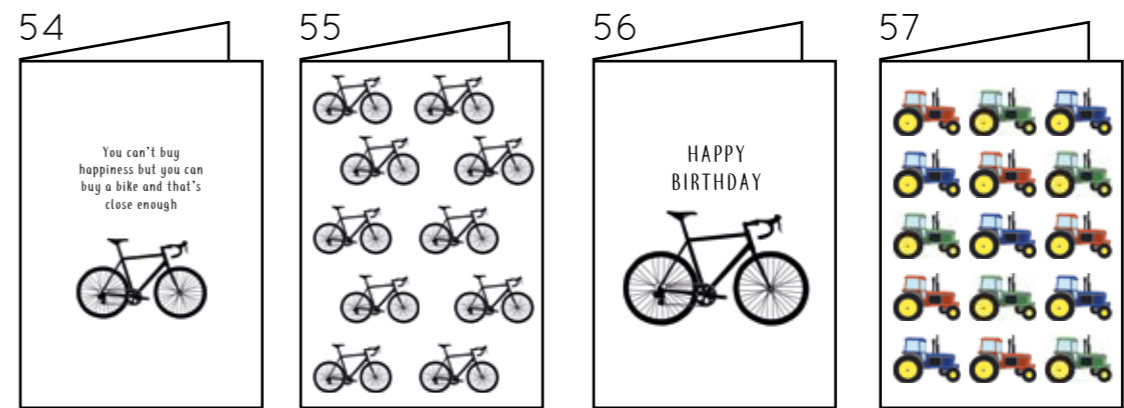 54
55
56
57
You can't buy
happiness but you can
buy a bike and that's
close enough
HAPPY
BIRTHDAY